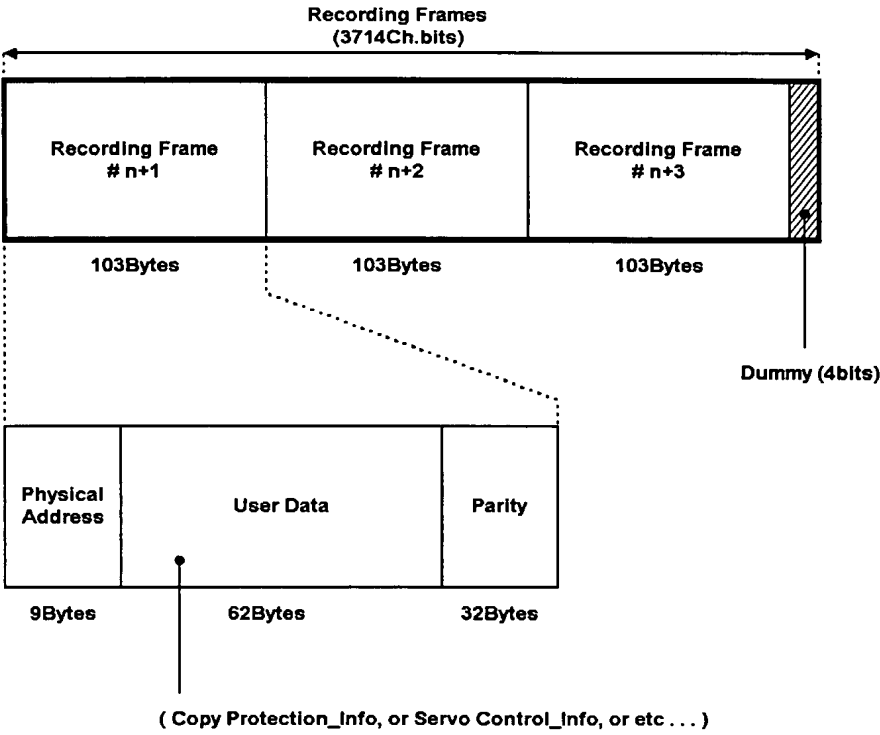 Recording Frames
(3714Ch.bits)
Recording Frame
# n+1
Recording Frame
# n+2
Recording Frame
# n+3
103Bytes
103Bytes
103Bytes
Dummy (4bits)
Physical
Address
User Data
Parity
9Bytes
62Bytes
32Bytes
( Copy Protection_Info, or Servo Control_Info, or etc . . . )